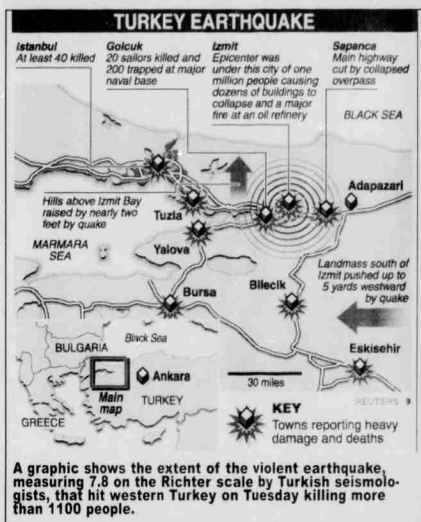 TURKEY EARTHQUAKE
Istanbul
At least 40 killed
Golcuk
20 sailors killed and
200 trapped at major
naval base
Izmit
Epicenter was
under this city of one
million people causing
dozens of buildings to
collapse and a major
fire at an oil refinery
Sapanca
Main highway
cut by collapsed
overpass
BLACK SEA
Adapazari
Hills above Izmit Bay
raised by nearly two
feet by quake
Tuzla
MARMARA
SEA
Yalova
Landmass south of
Izmit pushed up to
5 yards westward
by quake
Bursa
Bilecik
Eskisehir
Black Sea
BULGARIA
Ankara
Main
map
TURKEY
GREECE
30 miles
REUTERS
KEY
Towns reporting heavy
damage and deaths
A graphic shows the extent of the violent earthquake,
measuring 7.8 on the Richter scale by Turkish seismolo-
gists, that hit western Turkey on Tuesday killing more
than 1100 people.